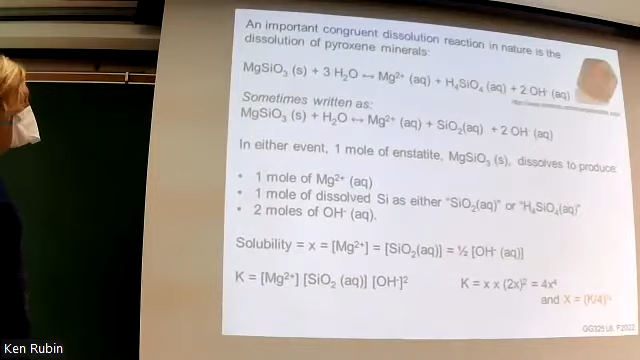 An important congruent dissolution reaction in nature is the
dissolution of pyroxene minerals:
MgSiO₃ (s) + 3 H₂O ↔ Mg²⁺ (aq) + H₄SiO₄ (aq) + 2 OH⁻ (aq)
Sometimes written as:
MgSiO₃ (s) + H₂O ↔ Mg²⁺ (aq) + SiO₂(aq) + 2 OH⁻ (aq)
In either event, 1 mole of enstatite, MgSiO₃ (s), dissolves to produce:
• 1 mole of Mg²⁺ (aq)
• 1 mole of dissolved Si as either "SiO₂(aq)" or "H₄SiO₄(aq)"
• 2 moles of OH⁻ (aq).
Solubility = x = [Mg²⁺] = [SiO₂(aq)] = ½ [OH⁻ (aq)]
K = [Mg²⁺] [SiO₂ (aq)] [OH⁻]²
K = x x (2x)² = 4x⁴
and X = (K/4)
GG325 L6, F2022
Ken Rubin